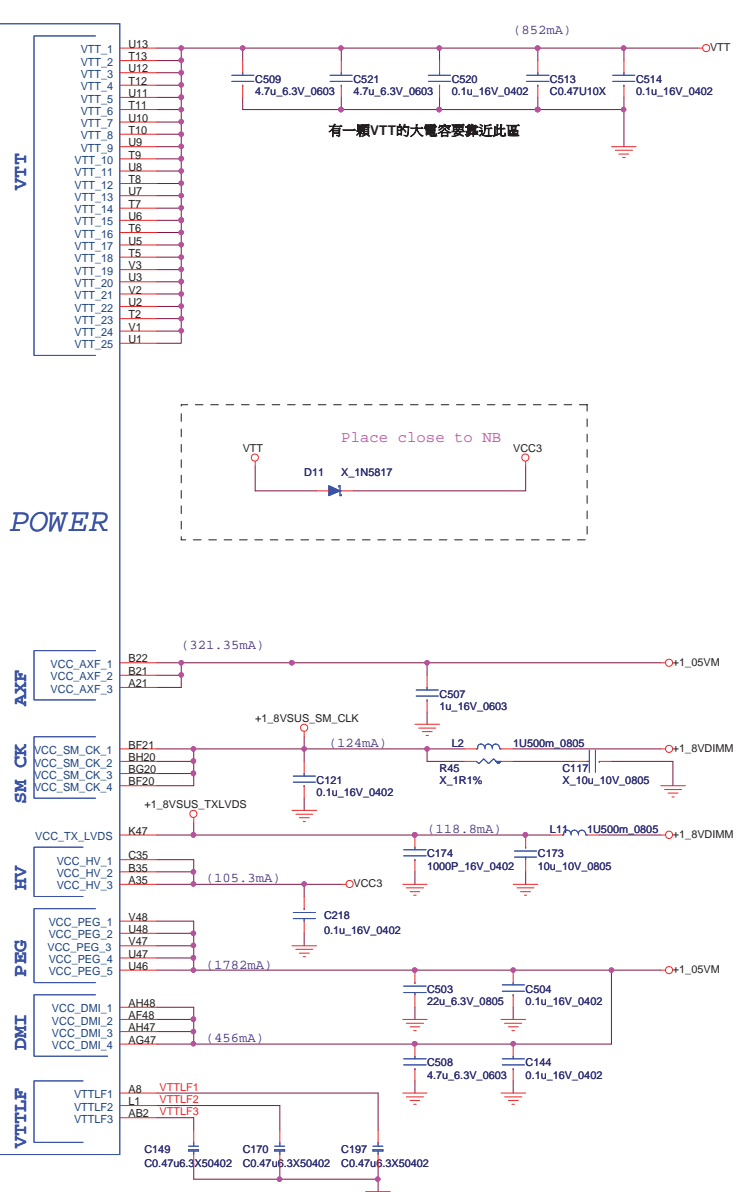 (852mA)
VTT
VTT
VTT_1 U13
VTT_2 T13
VTT_3 U12
VTT_4 T12
VTT_5 U11
VTT_6 T11
VTT_7 U10
VTT_8 T10
VTT_9 U9
VTT_10 T9
VTT_11 U8
VTT_12 T8
VTT_13 U7
VTT_14 T7
VTT_15 U6
VTT_16 T6
VTT_17 U5
VTT_18 T5
VTT_19 V3
VTT_20 U3
VTT_21 V2
VTT_22 U2
VTT_23 T2
VTT_24 V1
VTT_25 U1
C509
4.7u_6.3V_0603
C521
4.7u_6.3V_0603
C520
0.1u_16V_0402
C513
C0.47U10X
C514
0.1u_16V_0402
有一顆VTT的大電容要靠近此區
Place close to NB
VTT
VCC3
D11 X_1N5817
POWER
(321.35mA)
AXF
VCC_AXF_1 B22
VCC_AXF_2 B21
VCC_AXF_3 A21
+1_05VM
C507
1u_16V_0603
+1_8VSUS_SM_CLK
SM CK
VCC_SM_CK_1 BF21
VCC_SM_CK_2 BH20
VCC_SM_CK_3 BG20
VCC_SM_CK_4 BF20
(124mA)
L2 1U500m_0805
+1_8VDIMM
R45
X_1R1%
C117
X_10u_10V_0805
C121
0.1u_16V_0402
+1_8VSUS_TXLVDS
VCC_TX_LVDS K47
(118.8mA)
L11 1U500m_0805
+1_8VDIMM
C174
1000P_16V_0402
C173
10u_10V_0805
HV
VCC_HV_1 C35
VCC_HV_2 B35
VCC_HV_3 A35
(105.3mA)
VCC3
C218
0.1u_16V_0402
PEG
VCC_PEG_1 V48
VCC_PEG_2 U48
VCC_PEG_3 V47
VCC_PEG_4 U47
VCC_PEG_5 U46
(1782mA)
+1_05VM
C503
22u_6.3V_0805
C504
0.1u_16V_0402
DMI
VCC_DMI_1 AH48
VCC_DMI_2 AF48
VCC_DMI_3 AH47
VCC_DMI_4 AG47
(456mA)
C508
4.7u_6.3V_0603
C144
0.1u_16V_0402
VTTLF
VTTLF1 A8 VTTLF1
VTTLF2 L1 VTTLF2
VTTLF3 AB2 VTTLF3
C149
C0.47u6.3X50402
C170
C0.47u6.3X50402
C197
C0.47u6.3X50402